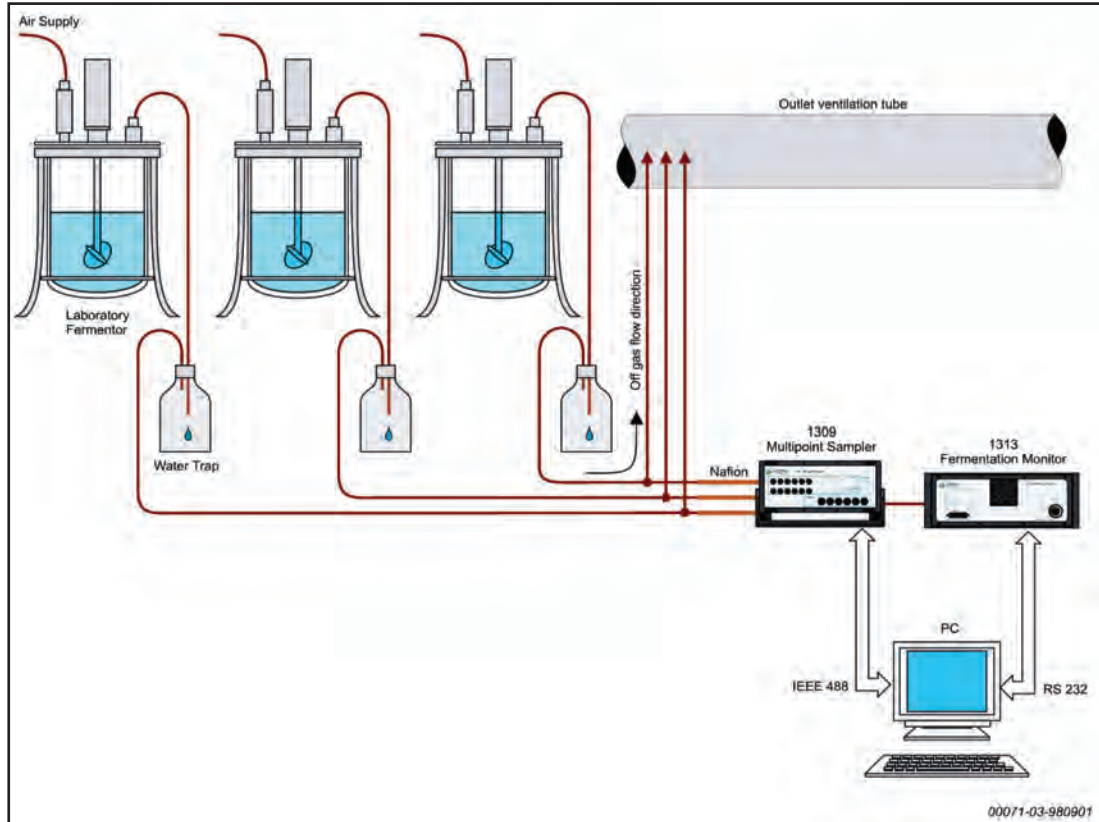 Air Supply
Outlet ventilation tube
Off gas flow direction
Laboratory
Fermentor
Water Trap
Nafion
1309
Multipoint Sampler
1313
Fermentation Monitor
PC
IEEE 488
RS 232
00071-03-980901